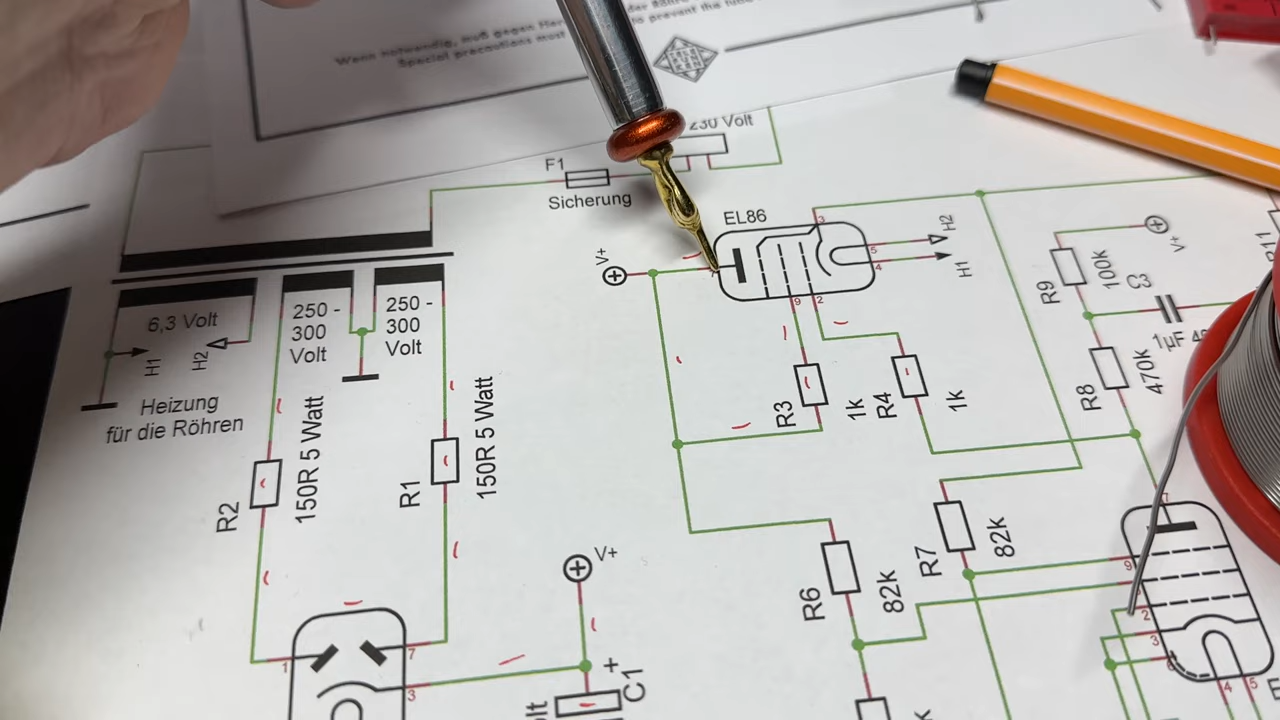 Wenn notwendig, muß gegen
Special precautions must
to prevent the
230 Volt
F1
Sicherung
EL86
3
H2
H1
5
4
9
2
V+
V+
R9
100k
C3
1µF
R8
470k
6,3 Volt
H1
H2
250 -
300
Volt
250 -
300
Volt
Heizung
für die Röhren
R2
150R 5 Watt
R1
150R 5 Watt
R3
1k
R4
1k
R6
82k
R7
82k
V+
1
7
3
+
C1
9
2
3
4
5
7